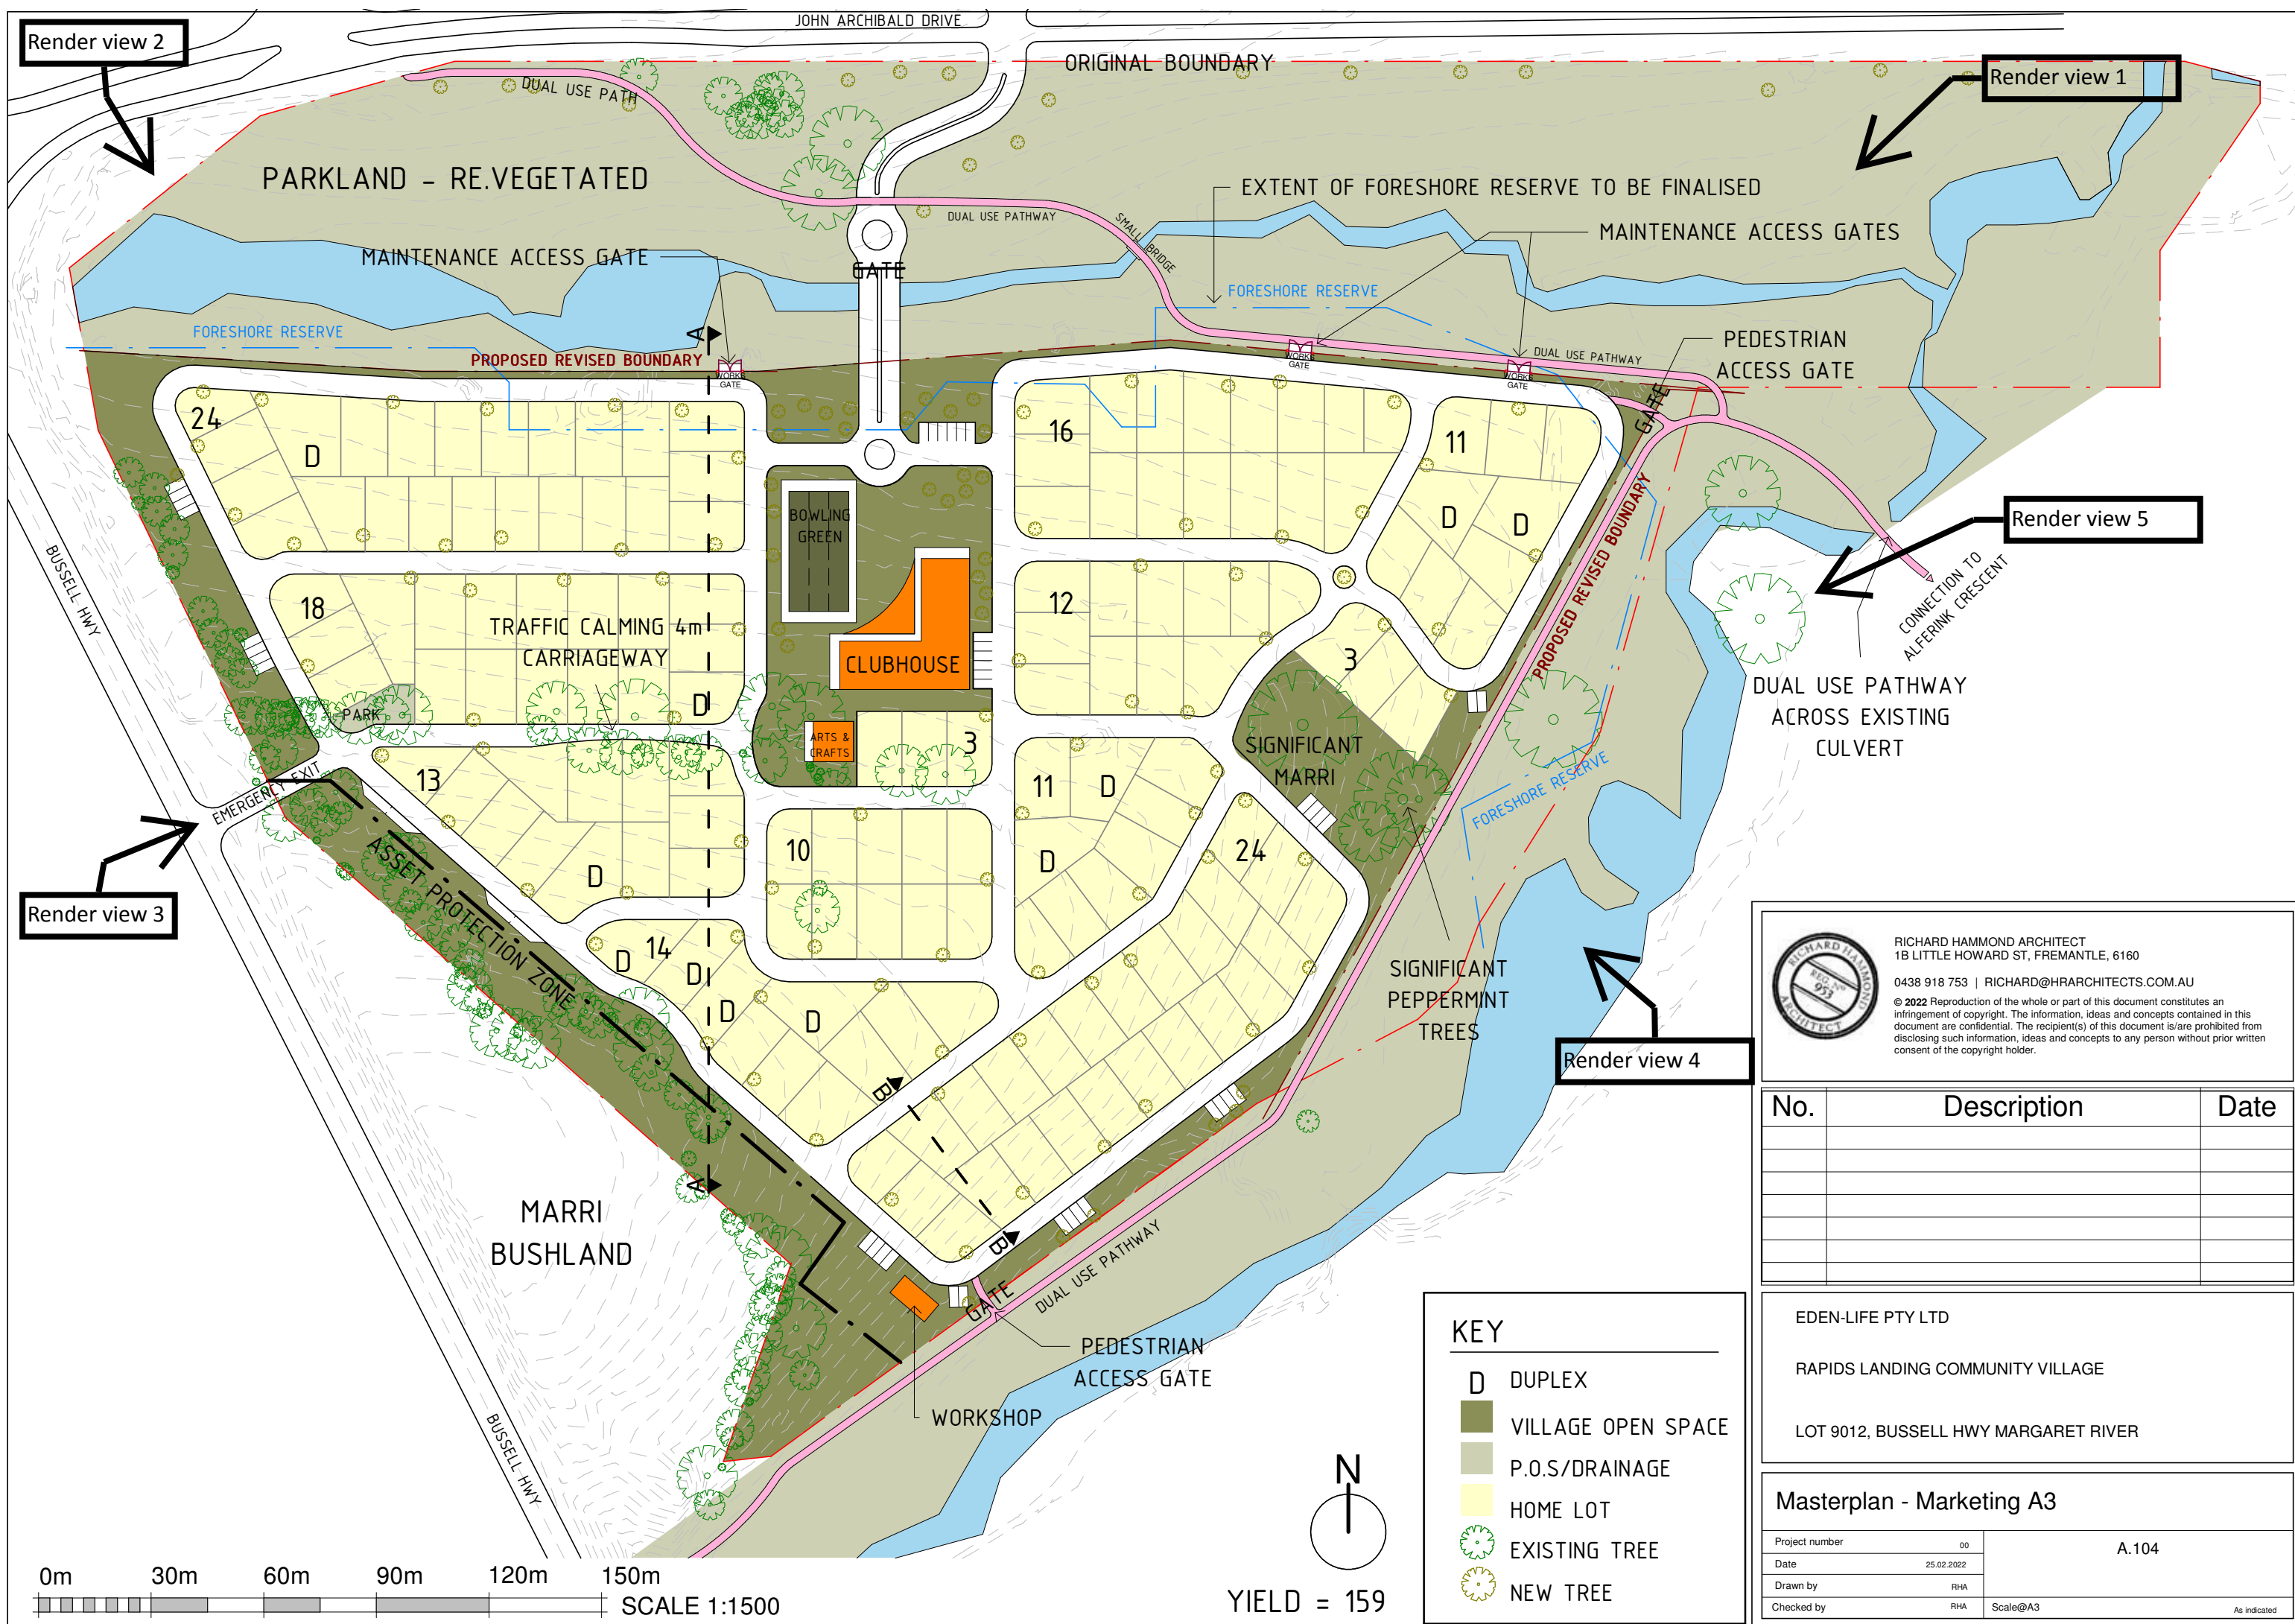 JOHN ARCHIBALD DRIVE
Render view 2
ORIGINAL BOUNDARY
Render view 1
DUAL USE PATH
PARKLAND - RE.VEGETATED
EXTENT OF FORESHORE RESERVE TO BE FINALISED
DUAL USE PATHWAY
SMALL BRIDGE
MAINTENANCE ACCESS GATES
MAINTENANCE ACCESS GATE
GATE
FORESHORE RESERVE
FORESHORE RESERVE
A
PROPOSED REVISED BOUNDARY
WORKS
GATE
WORKS
GATE
WORKS
GATE
DUAL USE PATHWAY
PEDESTRIAN
ACCESS GATE
GATE
24
D
16
11
D
D
BOWLING
GREEN
Render view 5
CONNECTION TO
ALFERINK CRESCENT
BUSSELL HWY
18
TRAFFIC CALMING 4m
CARRIAGEWAY
12
CLUBHOUSE
PROPOSED REVISED BOUNDARY
3
DUAL USE PATHWAY
ACROSS EXISTING
CULVERT
PARK
D
ARTS &
CRAFTS
3
SIGNIFICANT
MARRI
EMERGENCY EXIT
13
11
D
FORESHORE RESERVE
Render view 3
ASSET PROTECTION ZONE
D
10
D
24
14
D
D
D
D
SIGNIFICANT
PEPPERMINT
TREES
Render view 4
B
A
B
MARRI
BUSHLAND
DUAL USE PATHWAY
GATE
PEDESTRIAN
ACCESS GATE
WORKSHOP
BUSSELL HWY
0m 30m 60m 90m 120m 150m
SCALE 1:1500
N
YIELD = 159
KEY
D DUPLEX
VILLAGE OPEN SPACE
P.O.S/DRAINAGE
HOME LOT
EXISTING TREE
NEW TREE
RICHARD HAMMOND
REG. Nº
953
ARCHITECT
RICHARD HAMMOND ARCHITECT
1B LITTLE HOWARD ST, FREMANTLE, 6160
0438 918 753 | RICHARD@HRARCHITECTS.COM.AU
© 2022 Reproduction of the whole or part of this document constitutes an
infringement of copyright. The information, ideas and concepts contained in this
document are confidential. The recipient(s) of this document is/are prohibited from
disclosing such information, ideas and concepts to any person without prior written
consent of the copyright holder.
No. Description Date
EDEN-LIFE PTY LTD
RAPIDS LANDING COMMUNITY VILLAGE
LOT 9012, BUSSELL HWY MARGARET RIVER
Masterplan - Marketing A3
Project number 00
A.104
Date 25.02.2022
Drawn by RHA
Checked by RHA
Scale@A3 As indicated